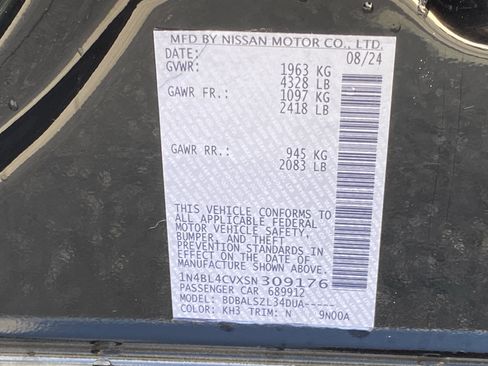 MFD BY NISSAN MOTOR CO., LTD.
DATE: 08/24
GVWR: 1963 KG
4328 LB
GAWR FR.: 1097 KG
2418 LB
GAWR RR.: 945 KG
2083 LB
THIS VEHICLE CONFORMS TO
ALL APPLICABLE FEDERAL
MOTOR VEHICLE SAFETY,
BUMPER, AND THEFT
PREVENTION STANDARDS IN
EFFECT ON THE DATE OF
MANUFACTURE SHOWN ABOVE.
1N4BL4CVXSN309176
PASSENGER CAR 689912
MODEL: BDBALSZL34DUA-----
COLOR: KH3 TRIM: N 9N00A